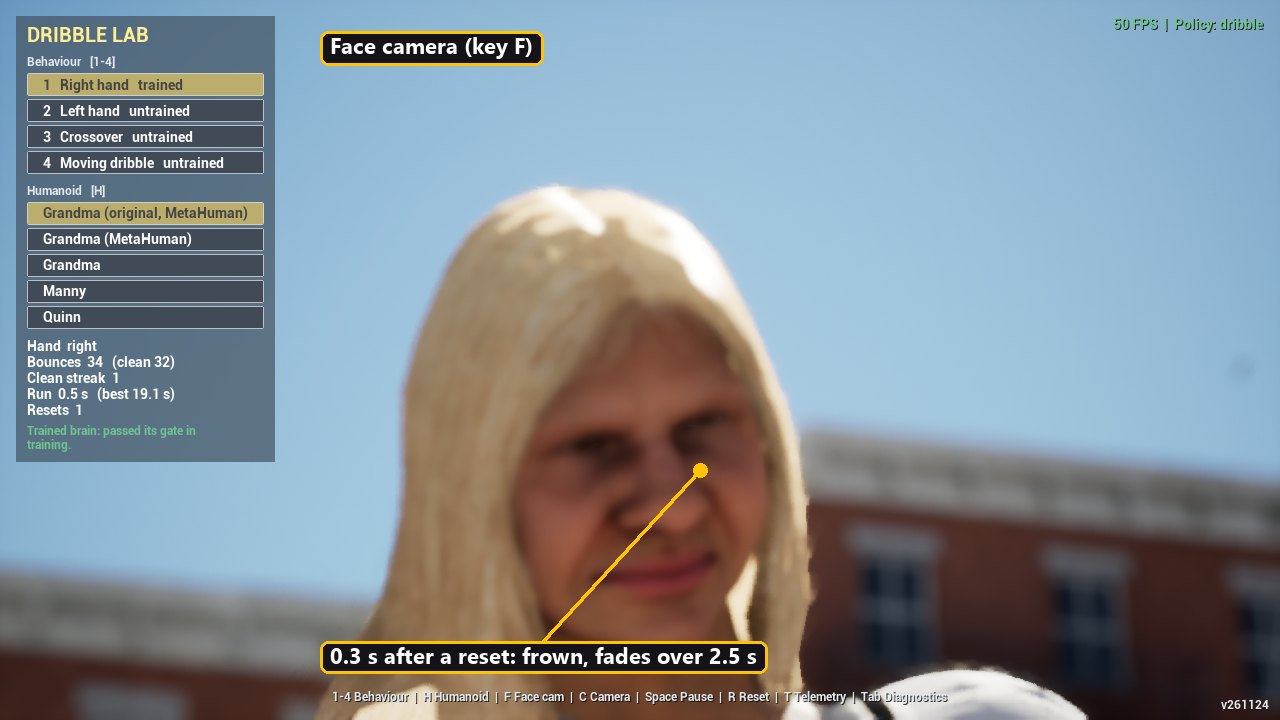 DRIBBLE LAB
Behaviour [1-4]
1 Right hand trained
2 Left hand untrained
3 Crossover untrained
4 Moving dribble untrained
Humanoid [H]
Grandma (original, MetaHuman)
Grandma (MetaHuman)
Grandma
Manny
Quinn
Hand right
Bounces 34 (clean 32)
Clean streak 1
Run 0.5 s (best 19.1 s)
Resets 1
Trained brain: passed its gate in
training.
Face camera (key F)
60 FPS | Policy: dribble
0.3 s after a reset: frown, fades over 2.5 s
1-4 Behaviour | H Humanoid | F Face cam | C Camera | Space Pause | R Reset | T Telemetry | Tab Diagnostics
v261124